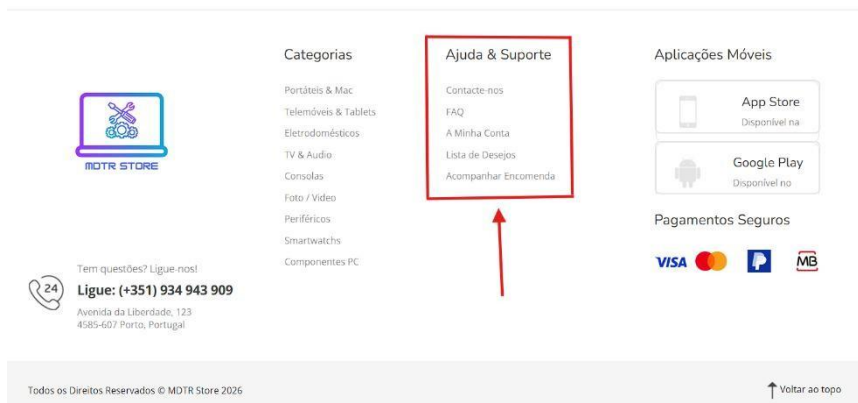 MDTR STORE
Tem questões? Ligue-nos!
24
Ligue: (+351) 934 943 909
Avenida da Liberdade, 123
4585-607 Porto, Portugal
Categorias
Portáteis & Mac
Telemóveis & Tablets
Eletrodomésticos
TV & Audio
Consolas
Foto / Video
Periféricos
Smartwatchs
Componentes PC
Ajuda & Suporte
Contacte-nos
FAQ
A Minha Conta
Lista de Desejos
Acompanhar Encomenda
Aplicações Móveis
App Store
Disponível na
Google Play
Disponível no
Pagamentos Seguros
VISA
MB
Todos os Direitos Reservados © MDTR Store 2026
Voltar ao topo